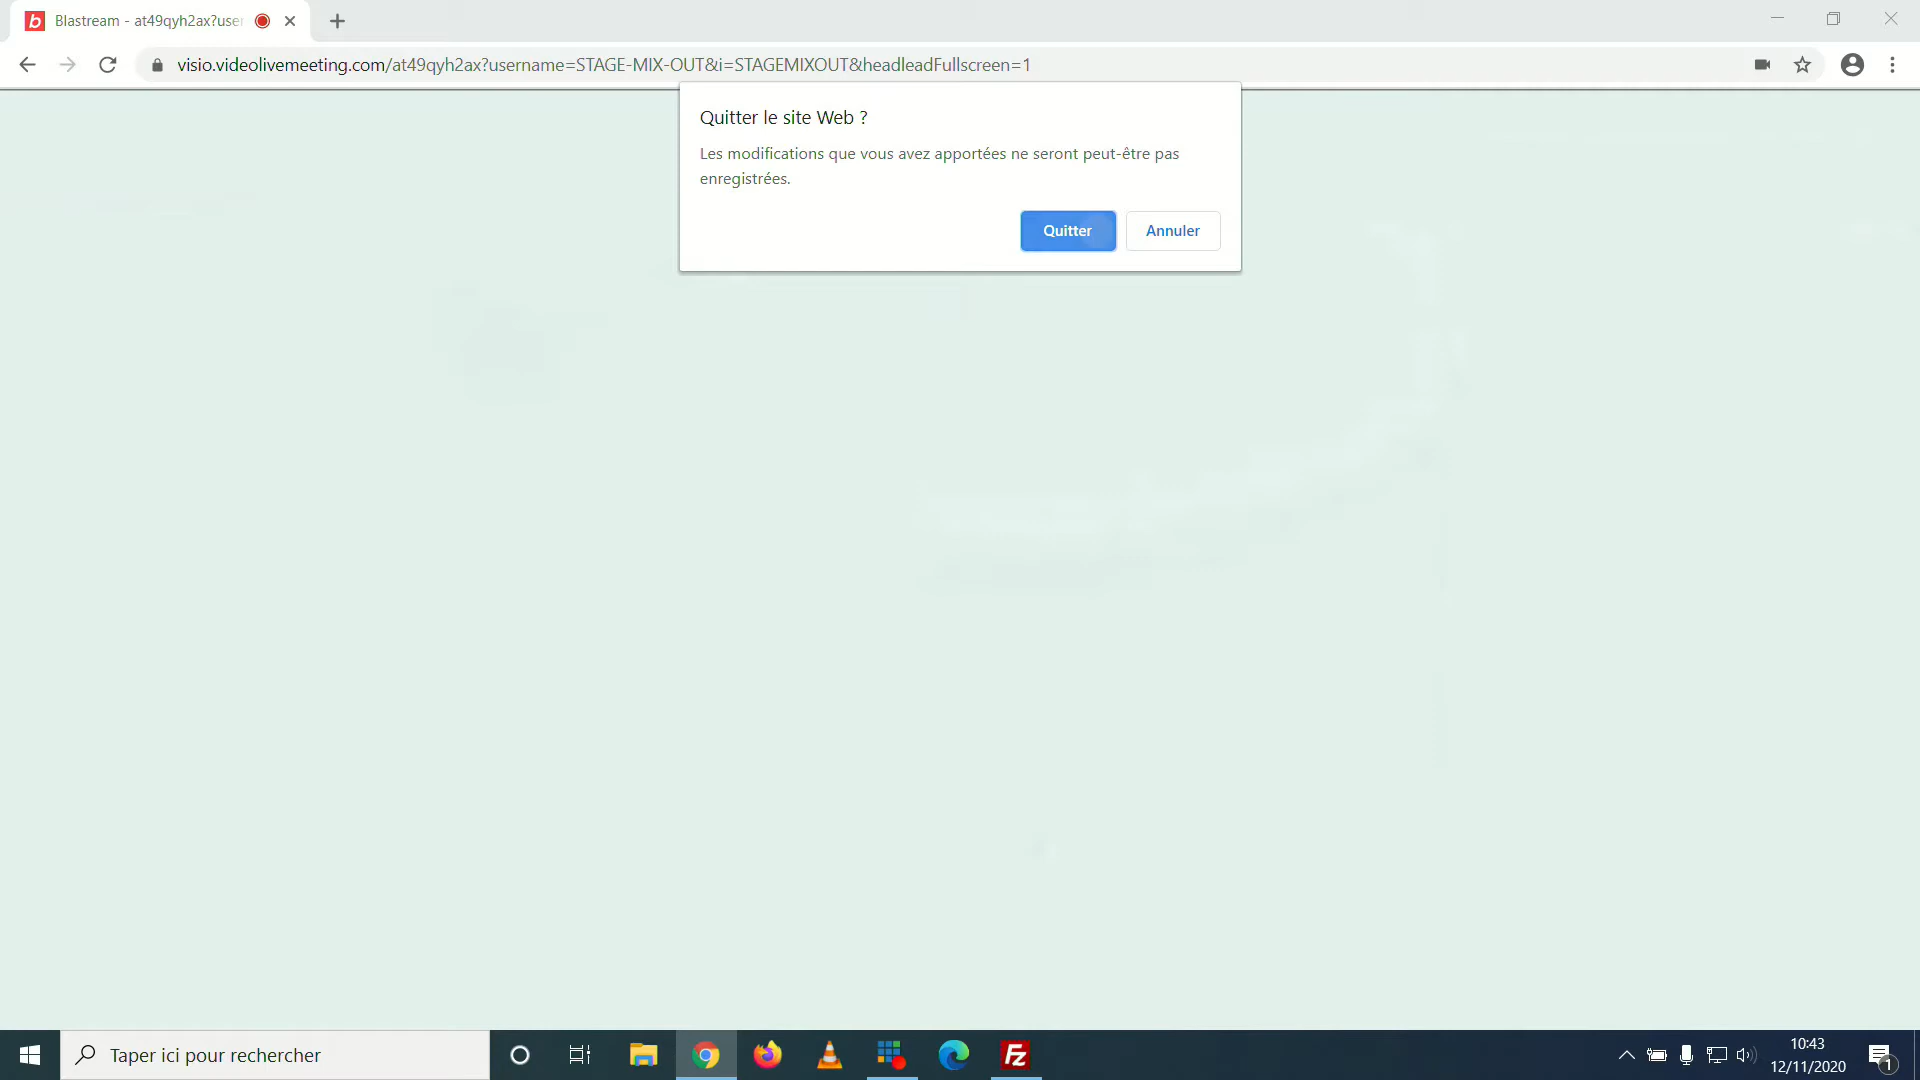 Blastream - at49qyh2ax?user
visio.videolivemeeting.com/at49qyh2ax?username=STAGE-MIX-OUT&i=STAGEMIXOUT&headleadFullscreen=1
Quitter le site Web ?
Les modifications que vous avez apportées ne seront peut-être pas
enregistrées.
Quitter
Annuler
Taper ici pour rechercher
10:43
12/11/2020
1